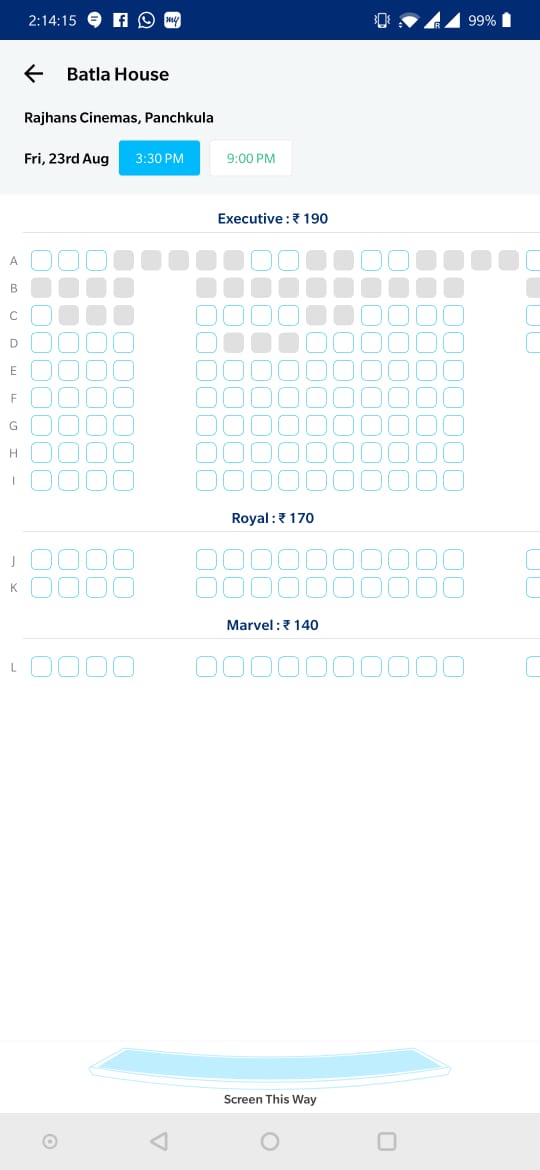 2:14:15 my R 99%
Batla House
Rajhans Cinemas, Panchkula
Fri, 23rd Aug 3:30 PM 9:00 PM
Executive : ₹ 190
A
B
C
D
E
F
G
H
I
Royal : ₹ 170
J
K
Marvel : ₹ 140
L
Screen This Way